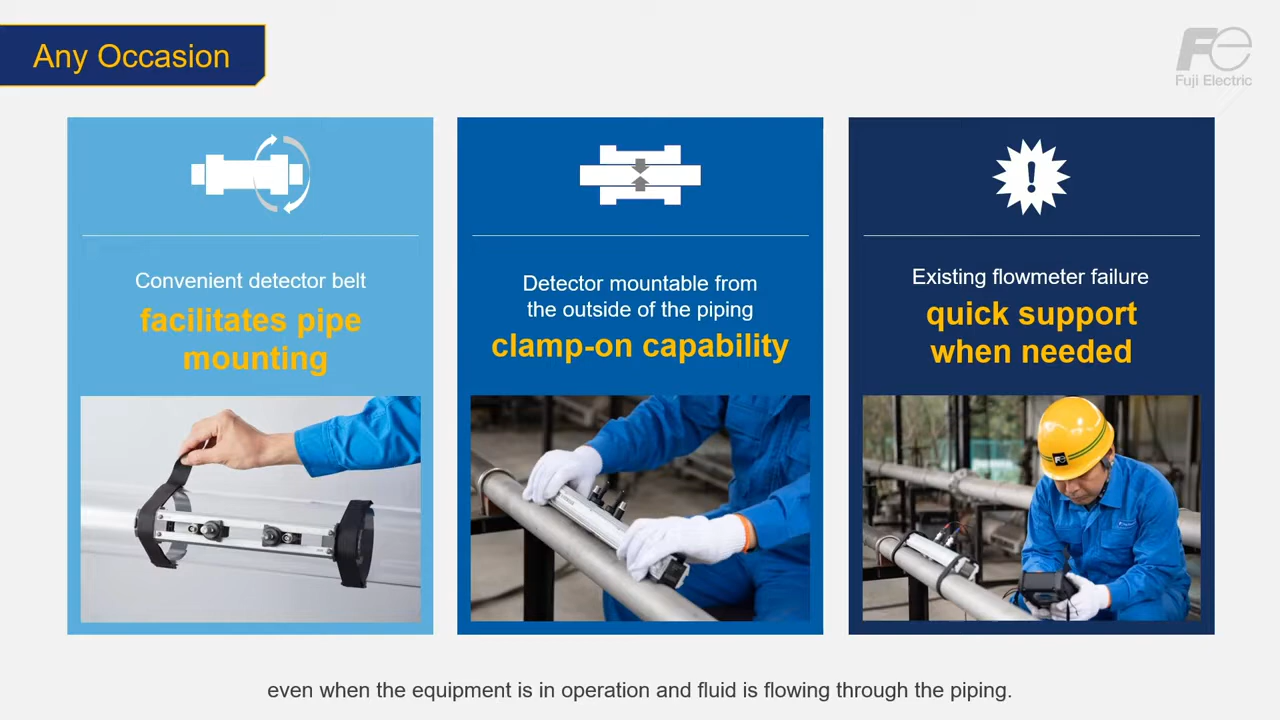 Any Occasion
Fe
Fuji Electric
Convenient detector belt
facilitates pipe
mounting
Detector mountable from
the outside of the piping
clamp-on capability
Existing flowmeter failure
quick support
when needed
even when the equipment is in operation and fluid is flowing through the piping.